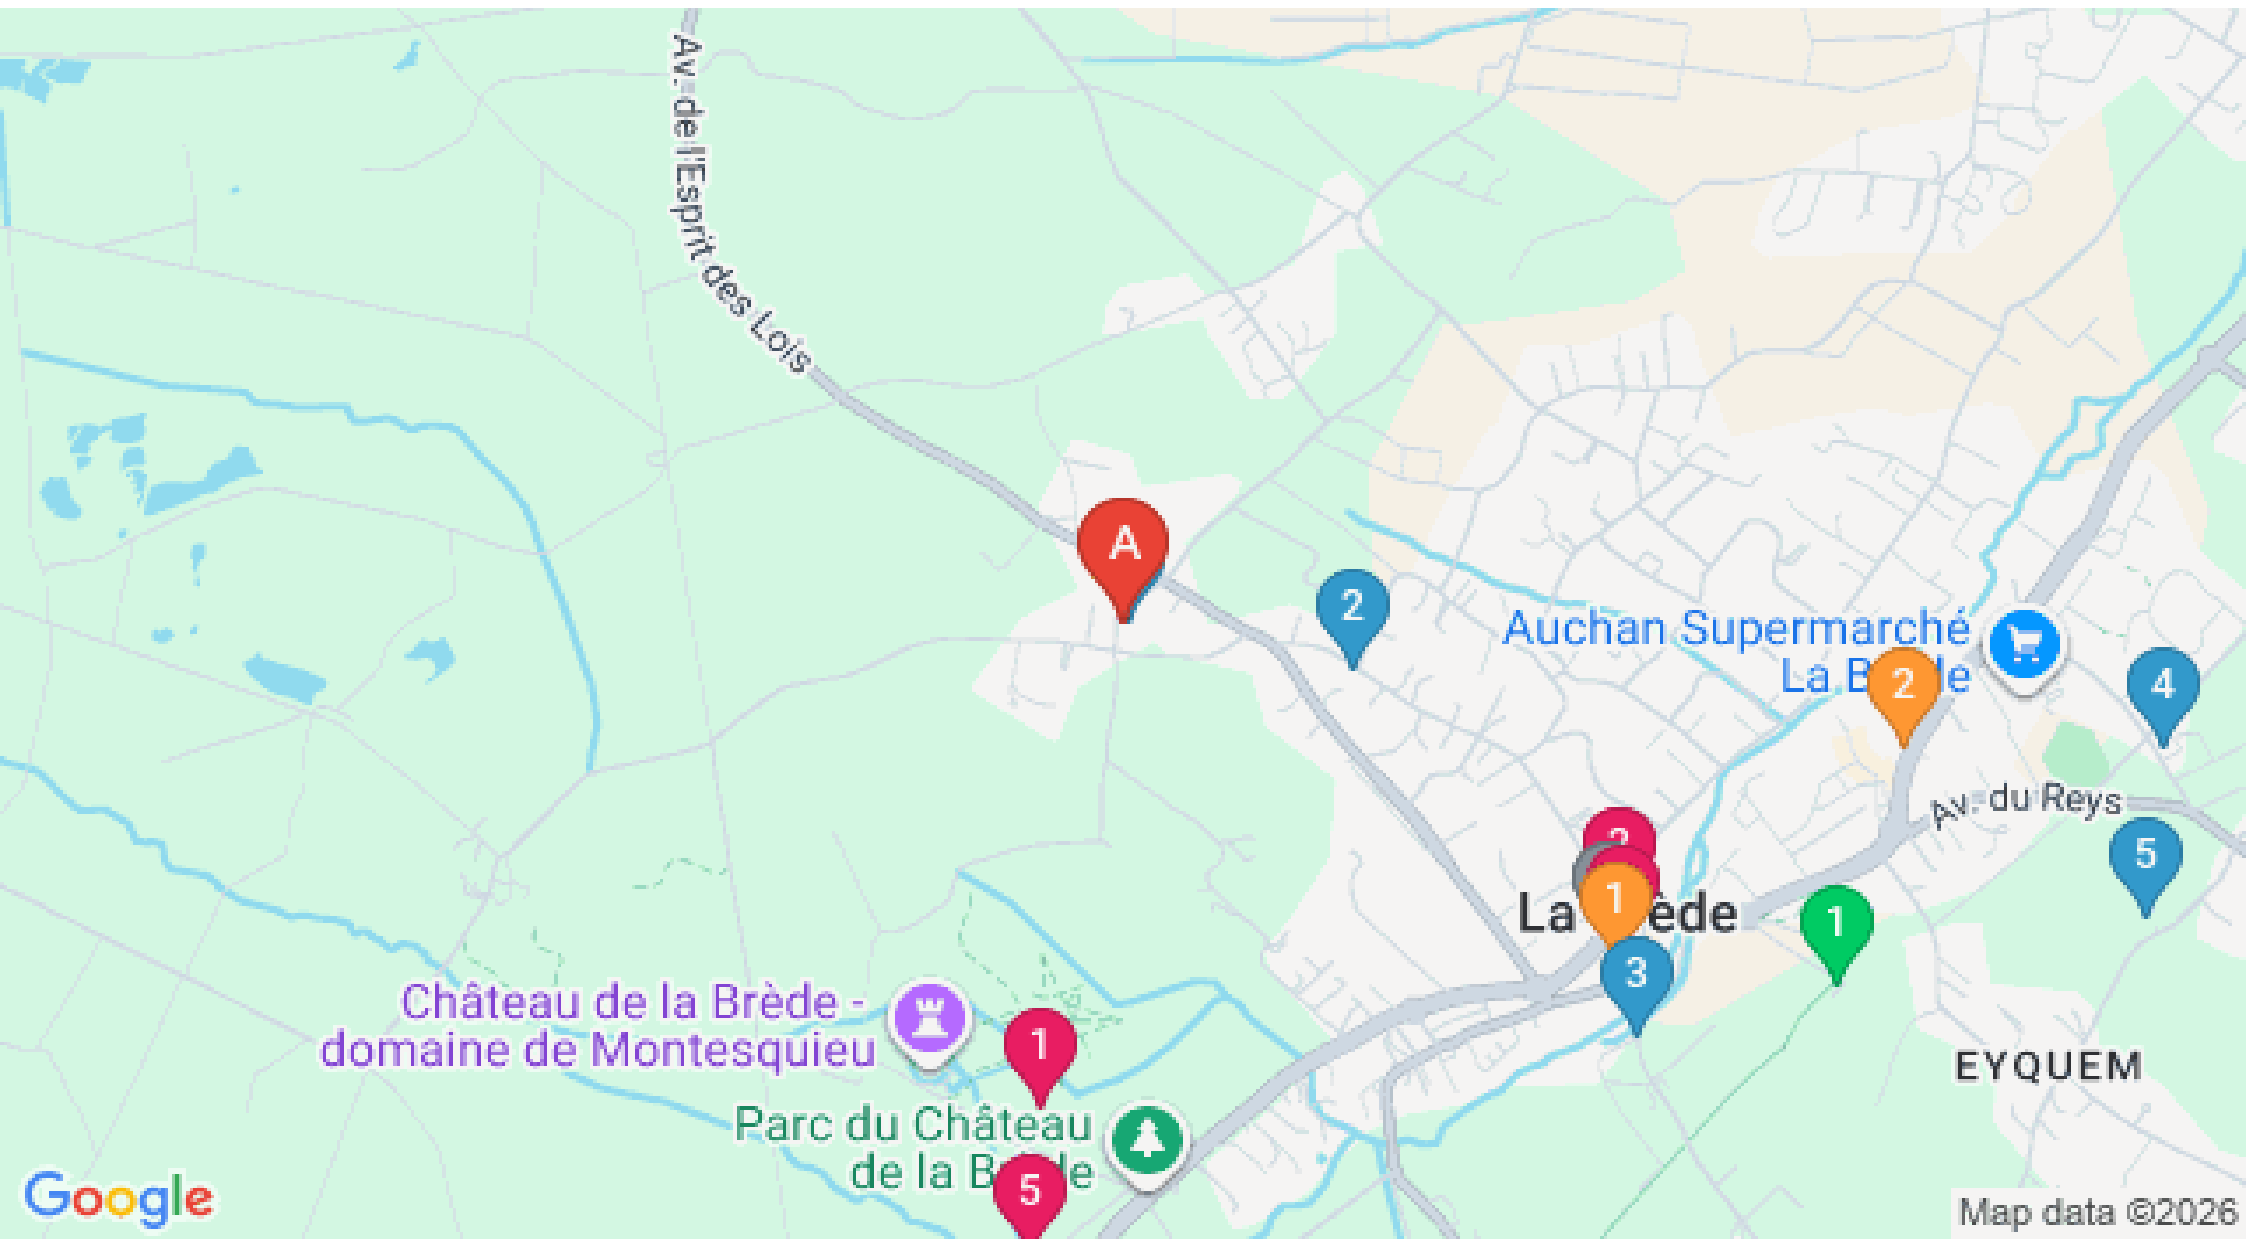 Av. de l'Esprit des Lois
A
2
Auchan Supermarché
La B le
2
4
Av. du Reys
5
2
1
La ède
1
3
Château de la Brède -
domaine de Montesquieu
1
EYQUEM
Parc du Château
de la B e
5
Google
Map data ©2026